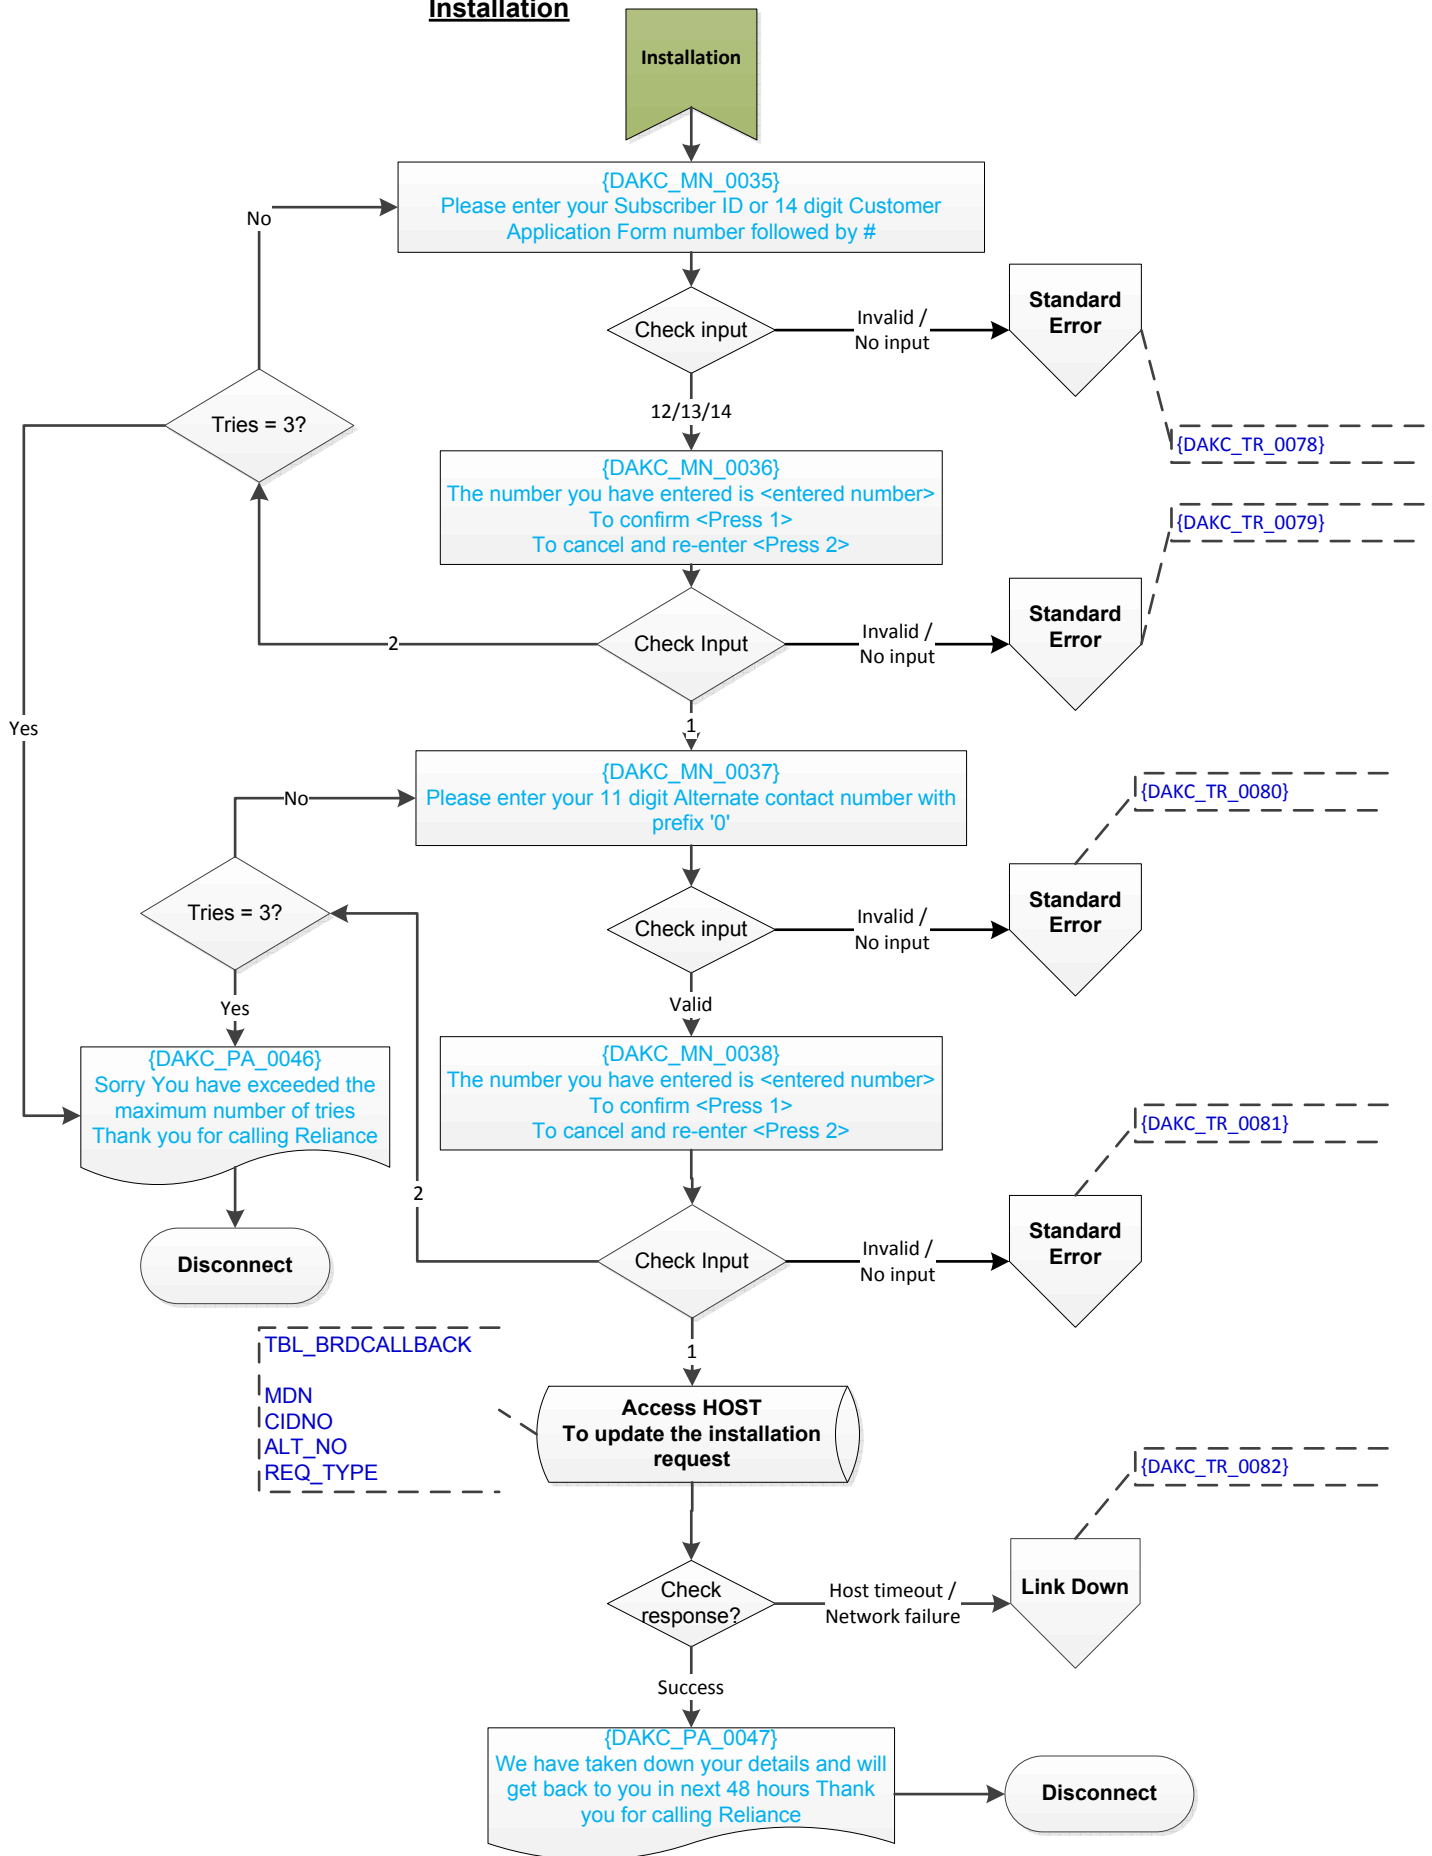 Installation
Installation
{DAKC_MN_0035}
Please enter your Subscriber ID or 14 digit Customer
Application Form number followed by #
No
Check input
Invalid /
No input
Standard
Error
12/13/14
Tries = 3?
{DAKC_TR_0078}
{DAKC_MN_0036}
The number you have entered is <entered number>
To confirm <Press 1>
To cancel and re-enter <Press 2>
{DAKC_TR_0079}
Check Input
2
Invalid /
No input
Standard
Error
Yes
1
{DAKC_MN_0037}
Please enter your 11 digit Alternate contact number with
prefix '0'
No
{DAKC_TR_0080}
Tries = 3?
Check input
Invalid /
No input
Standard
Error
Yes
Valid
{DAKC_PA_0046}
Sorry You have exceeded the
maximum number of tries
Thank you for calling Reliance
{DAKC_MN_0038}
The number you have entered is <entered number>
To confirm <Press 1>
To cancel and re-enter <Press 2>
{DAKC_TR_0081}
2
Disconnect
Check Input
Invalid /
No input
Standard
Error
1
TBL_BRDCALLBACK
MDN
CIDNO
ALT_NO
REQ_TYPE
Access HOST
To update the installation
request
{DAKC_TR_0082}
Check
response?
Host timeout /
Network failure
Link Down
Success
{DAKC_PA_0047}
We have taken down your details and will
get back to you in next 48 hours Thank
you for calling Reliance
Disconnect